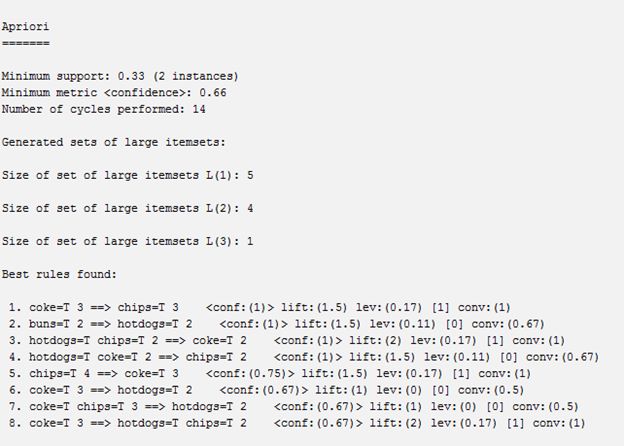 Apriori
=======
Minimum support: 0.33 (2 instances)
Minimum metric <confidence>: 0.66
Number of cycles performed: 14
Generated sets of large itemsets:
Size of set of large itemsets L(1): 5
Size of set of large itemsets L(2): 4
Size of set of large itemsets L(3): 1
Best rules found:
1. coke=T 3 ==> chips=T 3    <conf:(1)> lift:(1.5) lev:(0.17) [1] conv:(1)
2. buns=T 2 ==> hotdogs=T 2    <conf:(1)> lift:(1.5) lev:(0.11) [0] conv:(0.67)
3. hotdogs=T chips=T 2 ==> coke=T 2    <conf:(1)> lift:(2) lev:(0.17) [1] conv:(1)
4. hotdogs=T coke=T 2 ==> chips=T 2    <conf:(1)> lift:(1.5) lev:(0.11) [0] conv:(0.67)
5. chips=T 4 ==> coke=T 3    <conf:(0.75)> lift:(1.5) lev:(0.17) [1] conv:(1)
6. coke=T 3 ==> hotdogs=T 2    <conf:(0.67)> lift:(1) lev:(0) [0] conv:(0.5)
7. coke=T chips=T 3 ==> hotdogs=T 2    <conf:(0.67)> lift:(1) lev:(0) [0] conv:(0.5)
8. coke=T 3 ==> hotdogs=T chips=T 2    <conf:(0.67)> lift:(2) lev:(0.17) [1] conv:(1)